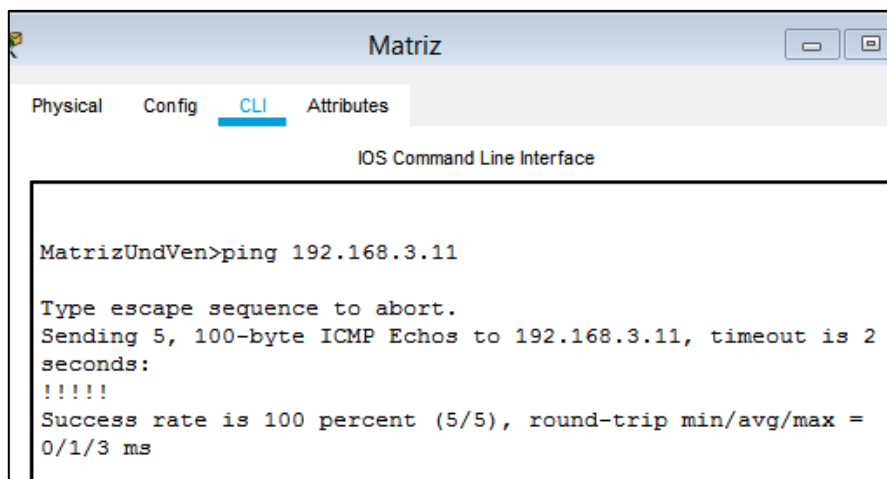 Matriz
Physical Config CLI Attributes
IOS Command Line Interface
MatrizUndVen>ping 192.168.3.11
Type escape sequence to abort.
Sending 5, 100-byte ICMP Echos to 192.168.3.11, timeout is 2
seconds:
!!!!!
Success rate is 100 percent (5/5), round-trip min/avg/max =
0/1/3 ms